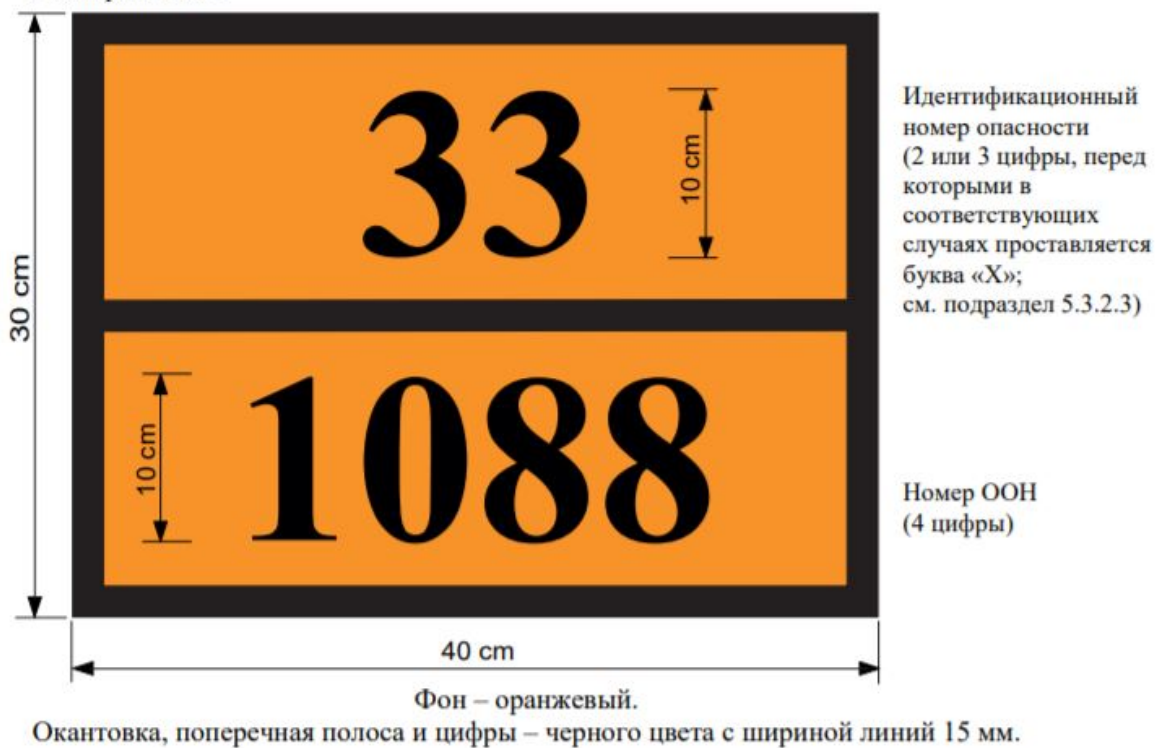 33
10 cm
Идентификационный
номер опасности
(2 или 3 цифры, перед
которыми в
соответствующих
случаях проставляется
буква «X»;
см. подраздел 5.3.2.3)
30 cm
10 cm
1088
Номер ООН
(4 цифры)
40 cm
Фон – оранжевый.
Окантовка, поперечная полоса и цифры – черного цвета с шириной линий 15 мм.